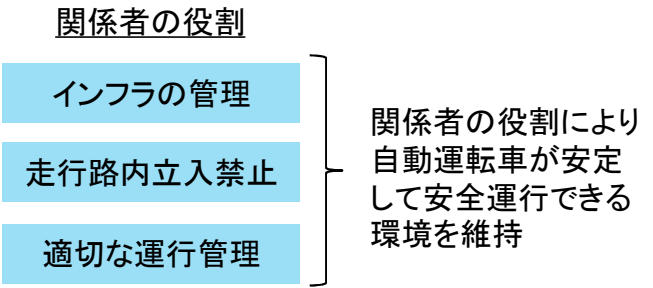 関係者の役割
インフラの管理
走行路内立入禁止
適切な運行管理
関係者の役割により
自動運転車が安定
して安全運行できる
環境を維持